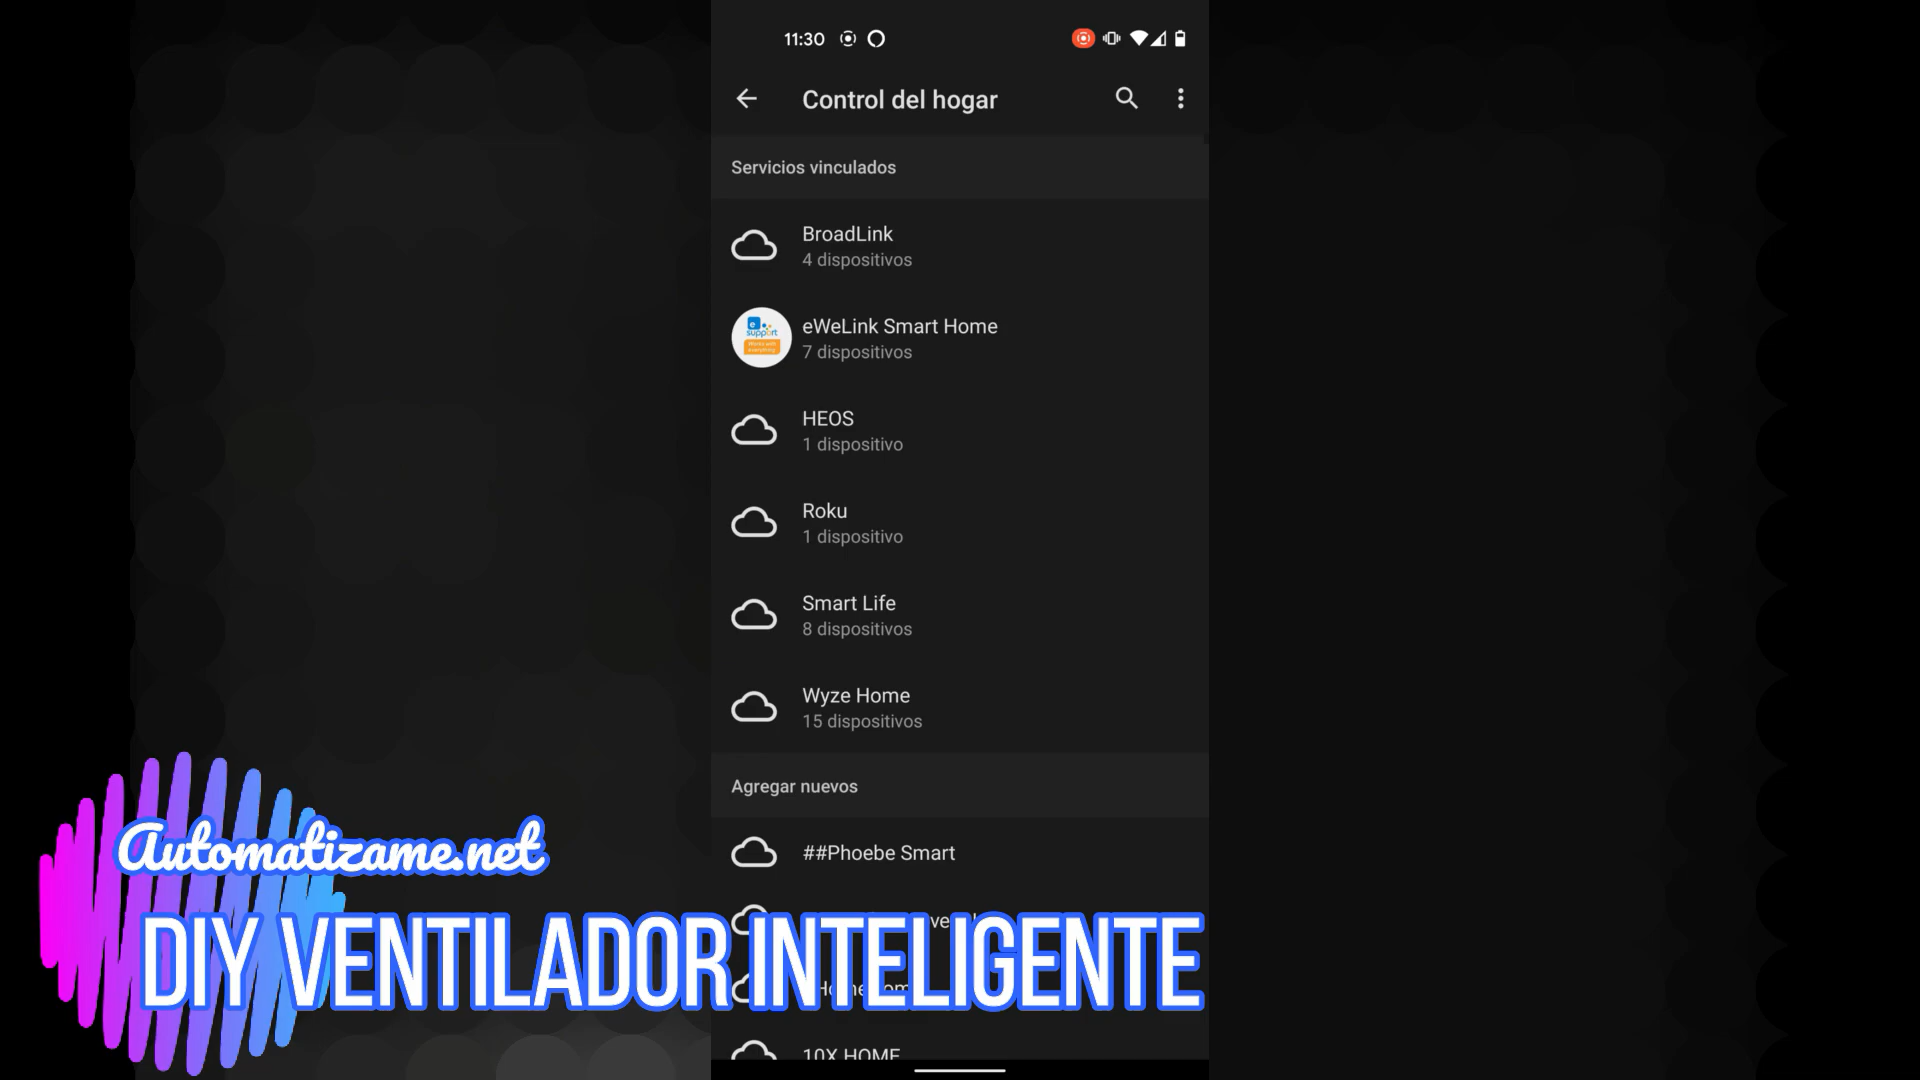 11:30
Control del hogar
Servicios vinculados
BroadLink
4 dispositivos
e
support
eWeLink Smart Home
7 dispositivos
HEOS
1 dispositivo
Roku
1 dispositivo
Smart Life
8 dispositivos
Wyze Home
15 dispositivos
Agregar nuevos
##Phoebe Smart
Automatizame.net
DIY VENTILADOR INTELIGENTE
10X HOME